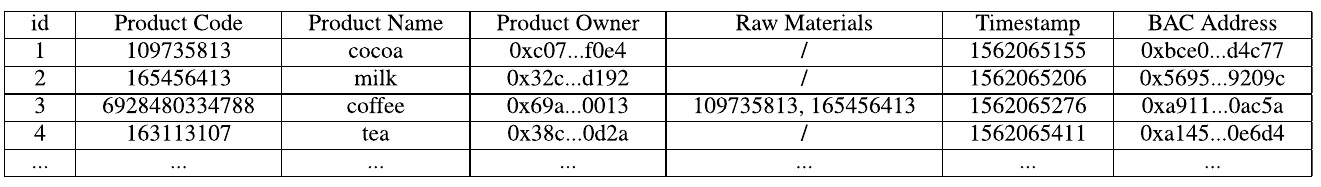 id Product Code Product Name Product Owner Raw Materials Timestamp BAC Address
1 109735813 cocoa 0xc07...f0e4 / 1562065155 0xbce0...d4c77
2 165456413 milk 0x32c...d192 / 1562065206 0x5695...9209c
3 6928480334788 coffee 0x69a...0013 109735813, 165456413 1562065276 0xa911...0ac5a
4 163113107 tea 0x38c...0d2a / 1562065411 0xa145...0e6d4
... ... ... ... ... ... ...